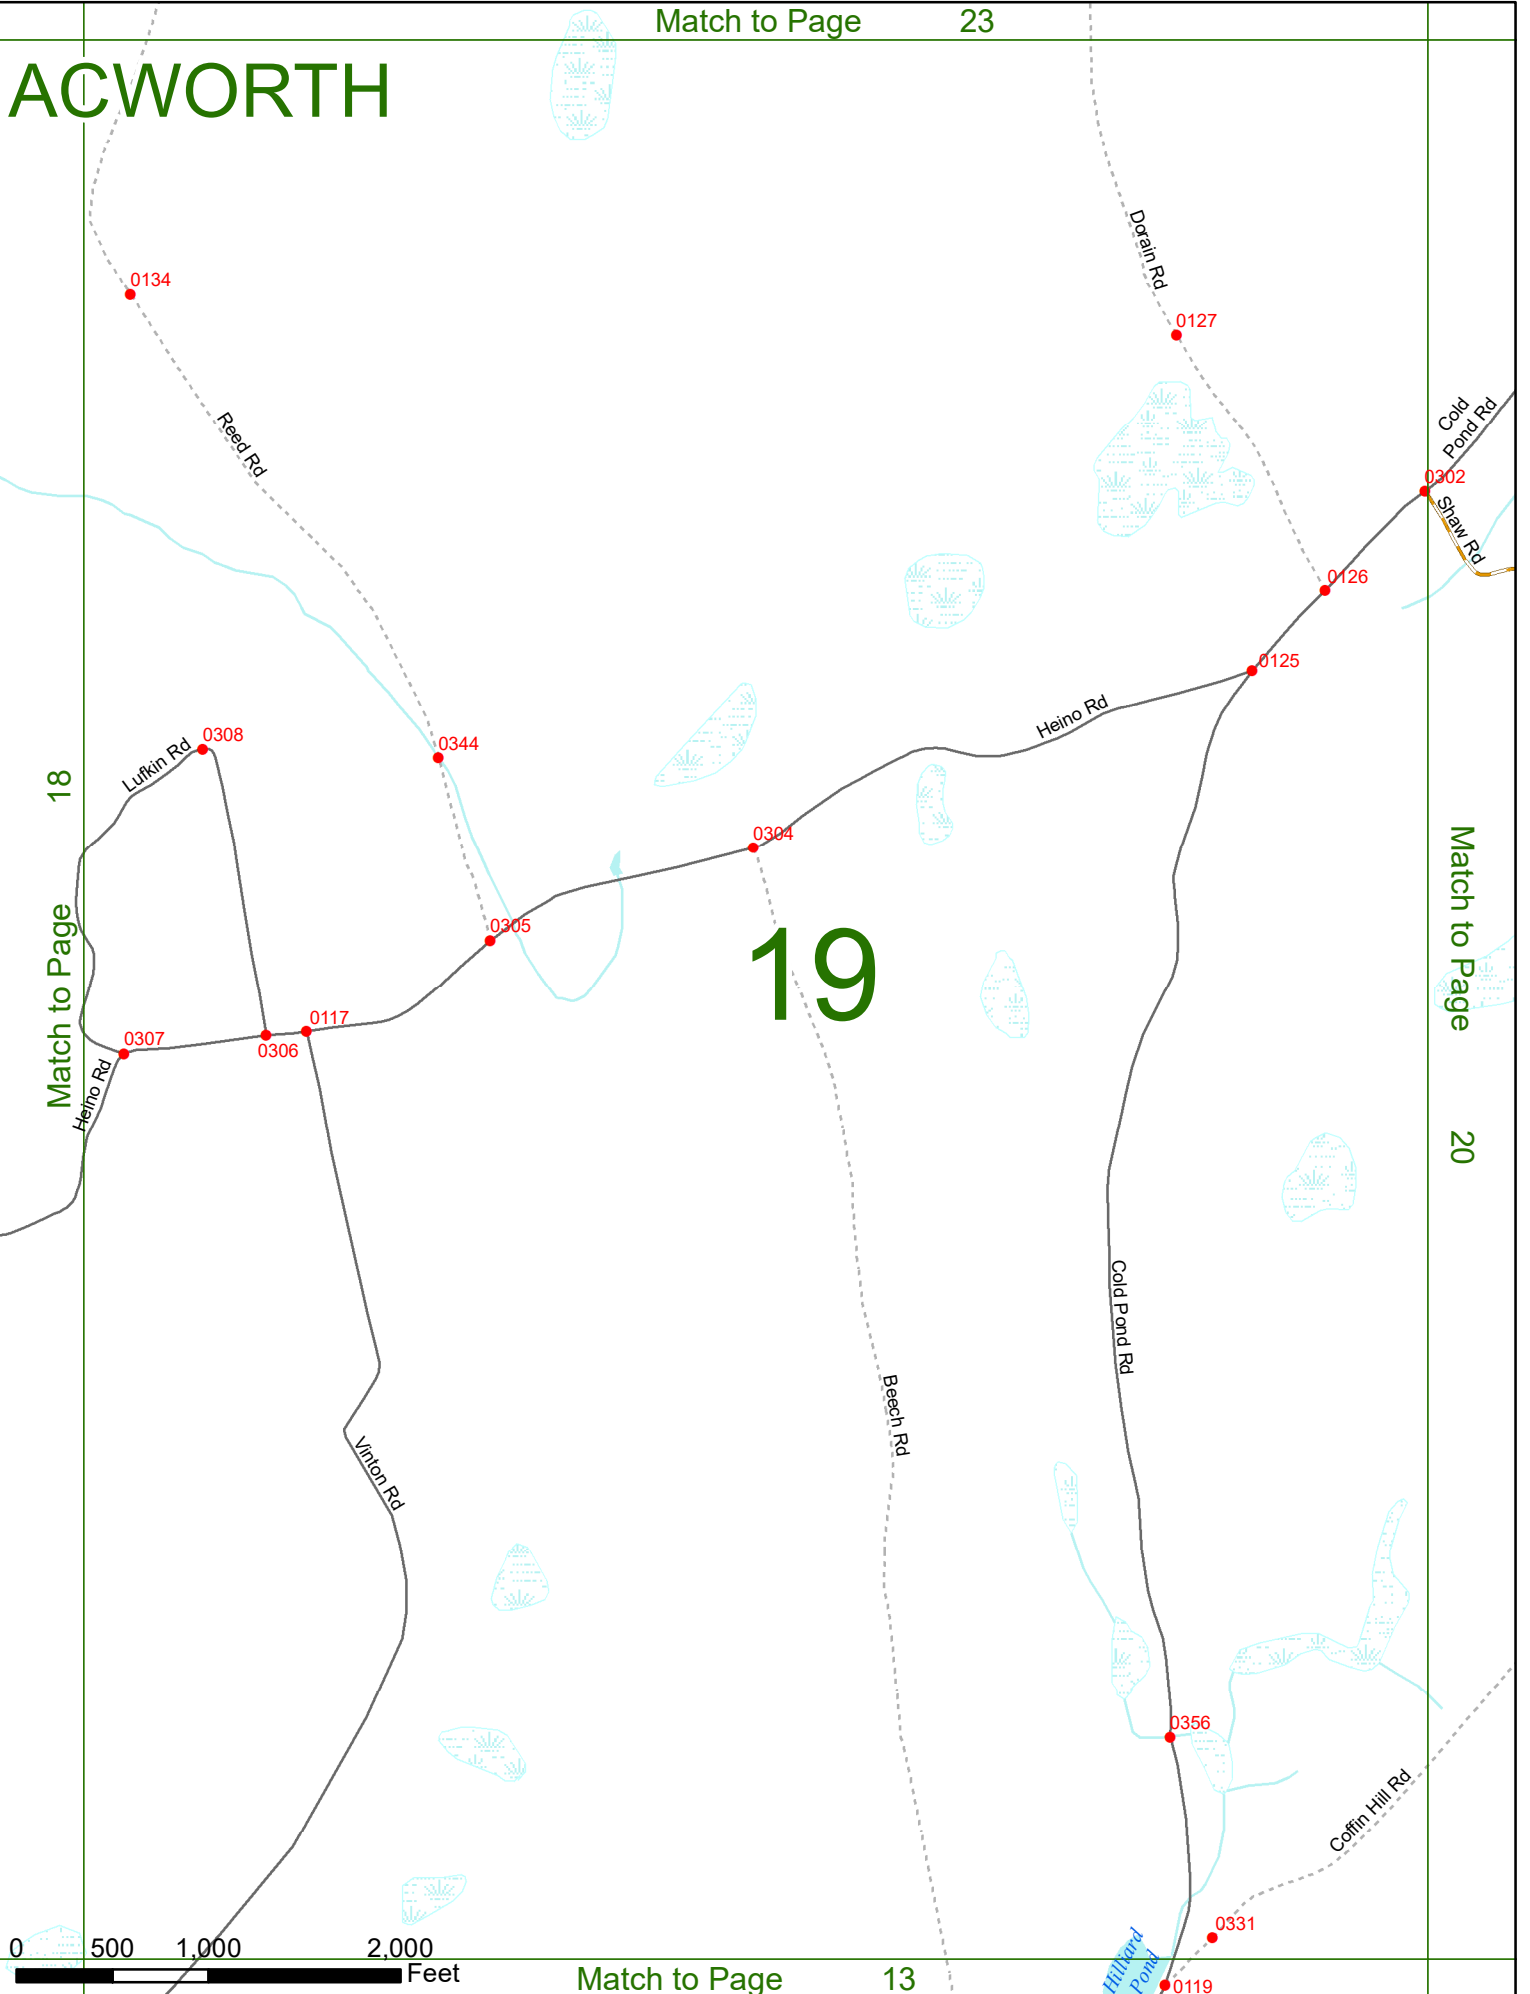 Match to Page 23
ACWORTH
Dorain Rd
0134
0127
Cold
Pond Rd
Reed Rd
0302
Shaw Rd
0126
0125
Heino Rd
0308
Lufkin Rd
0344
Match to Page 18
0304
Match to Page 20
0305
19
0117
0307
0306
Heino Rd
Cold Pond Rd
Beech Rd
Vinton Rd
0356
Coffin Hill Rd
0331
Hilliard
Pond
0 500 1,000 2,000
Feet
Match to Page 13
0119